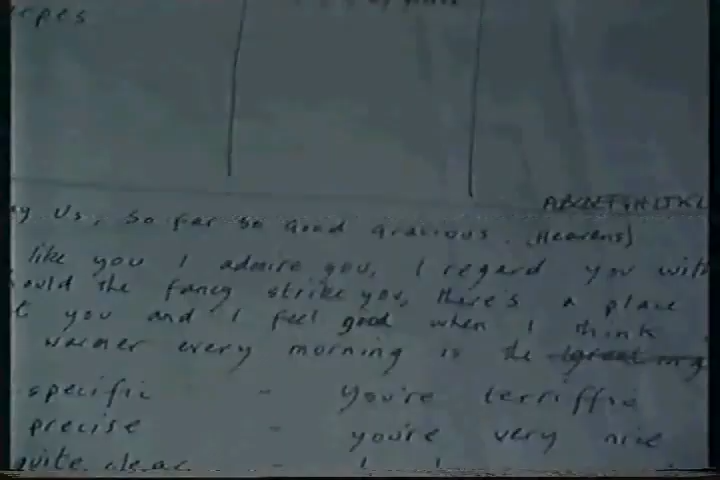 ABCDEFGHIJKL
Us, so far so good gracious. (Heavens)
like you I admire you, I regard you with
ould the fancy strike you, there's a place
t you and I feel good when I think
warmer every morning is the greeting
specific - you're terriffic
precise - you're very nice
quite clear -